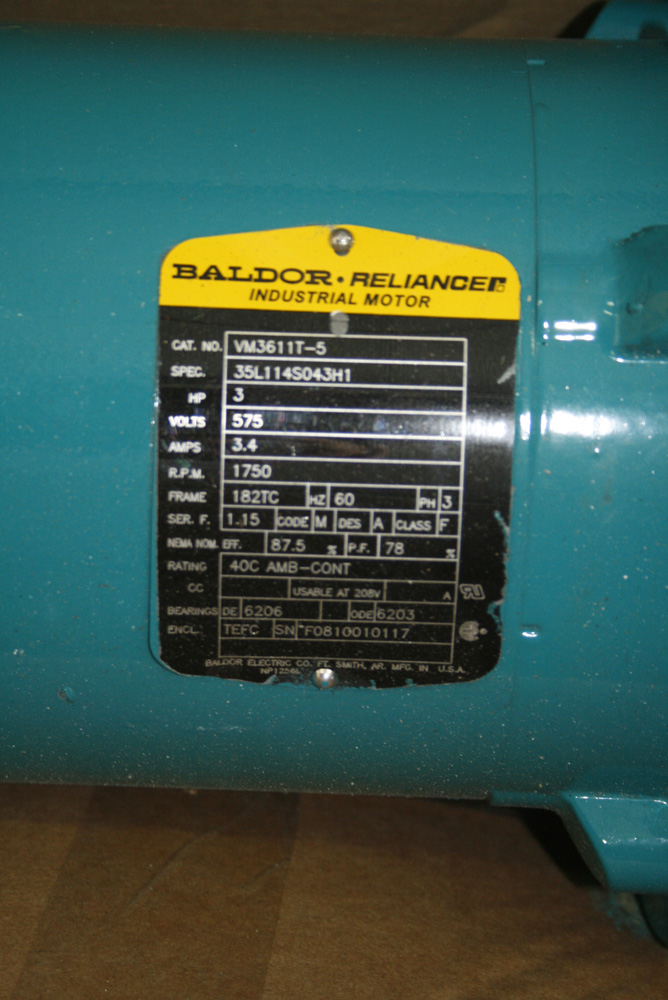 BALDOR • RELIANCE
INDUSTRIAL MOTOR
CAT. NO. VM3611T-5
SPEC. 35L114S043H1
HP 3
VOLTS 575
AMPS 3.4
R.P.M. 1750
FRAME 182TC HZ 60 PH 3
SER. F. 1.15 CODE M DES A CLASS F
NEMA NOM. EFF. 87.5 % P.F. 78 %
RATING 40C AMB-CONT
CC USABLE AT 208V A
BEARINGS DE 6206 ODE 6203
ENCL. TEFC SN F0810010117
BALDOR ELECTRIC CO. FT. SMITH, AR. MFG. IN U.S.A.